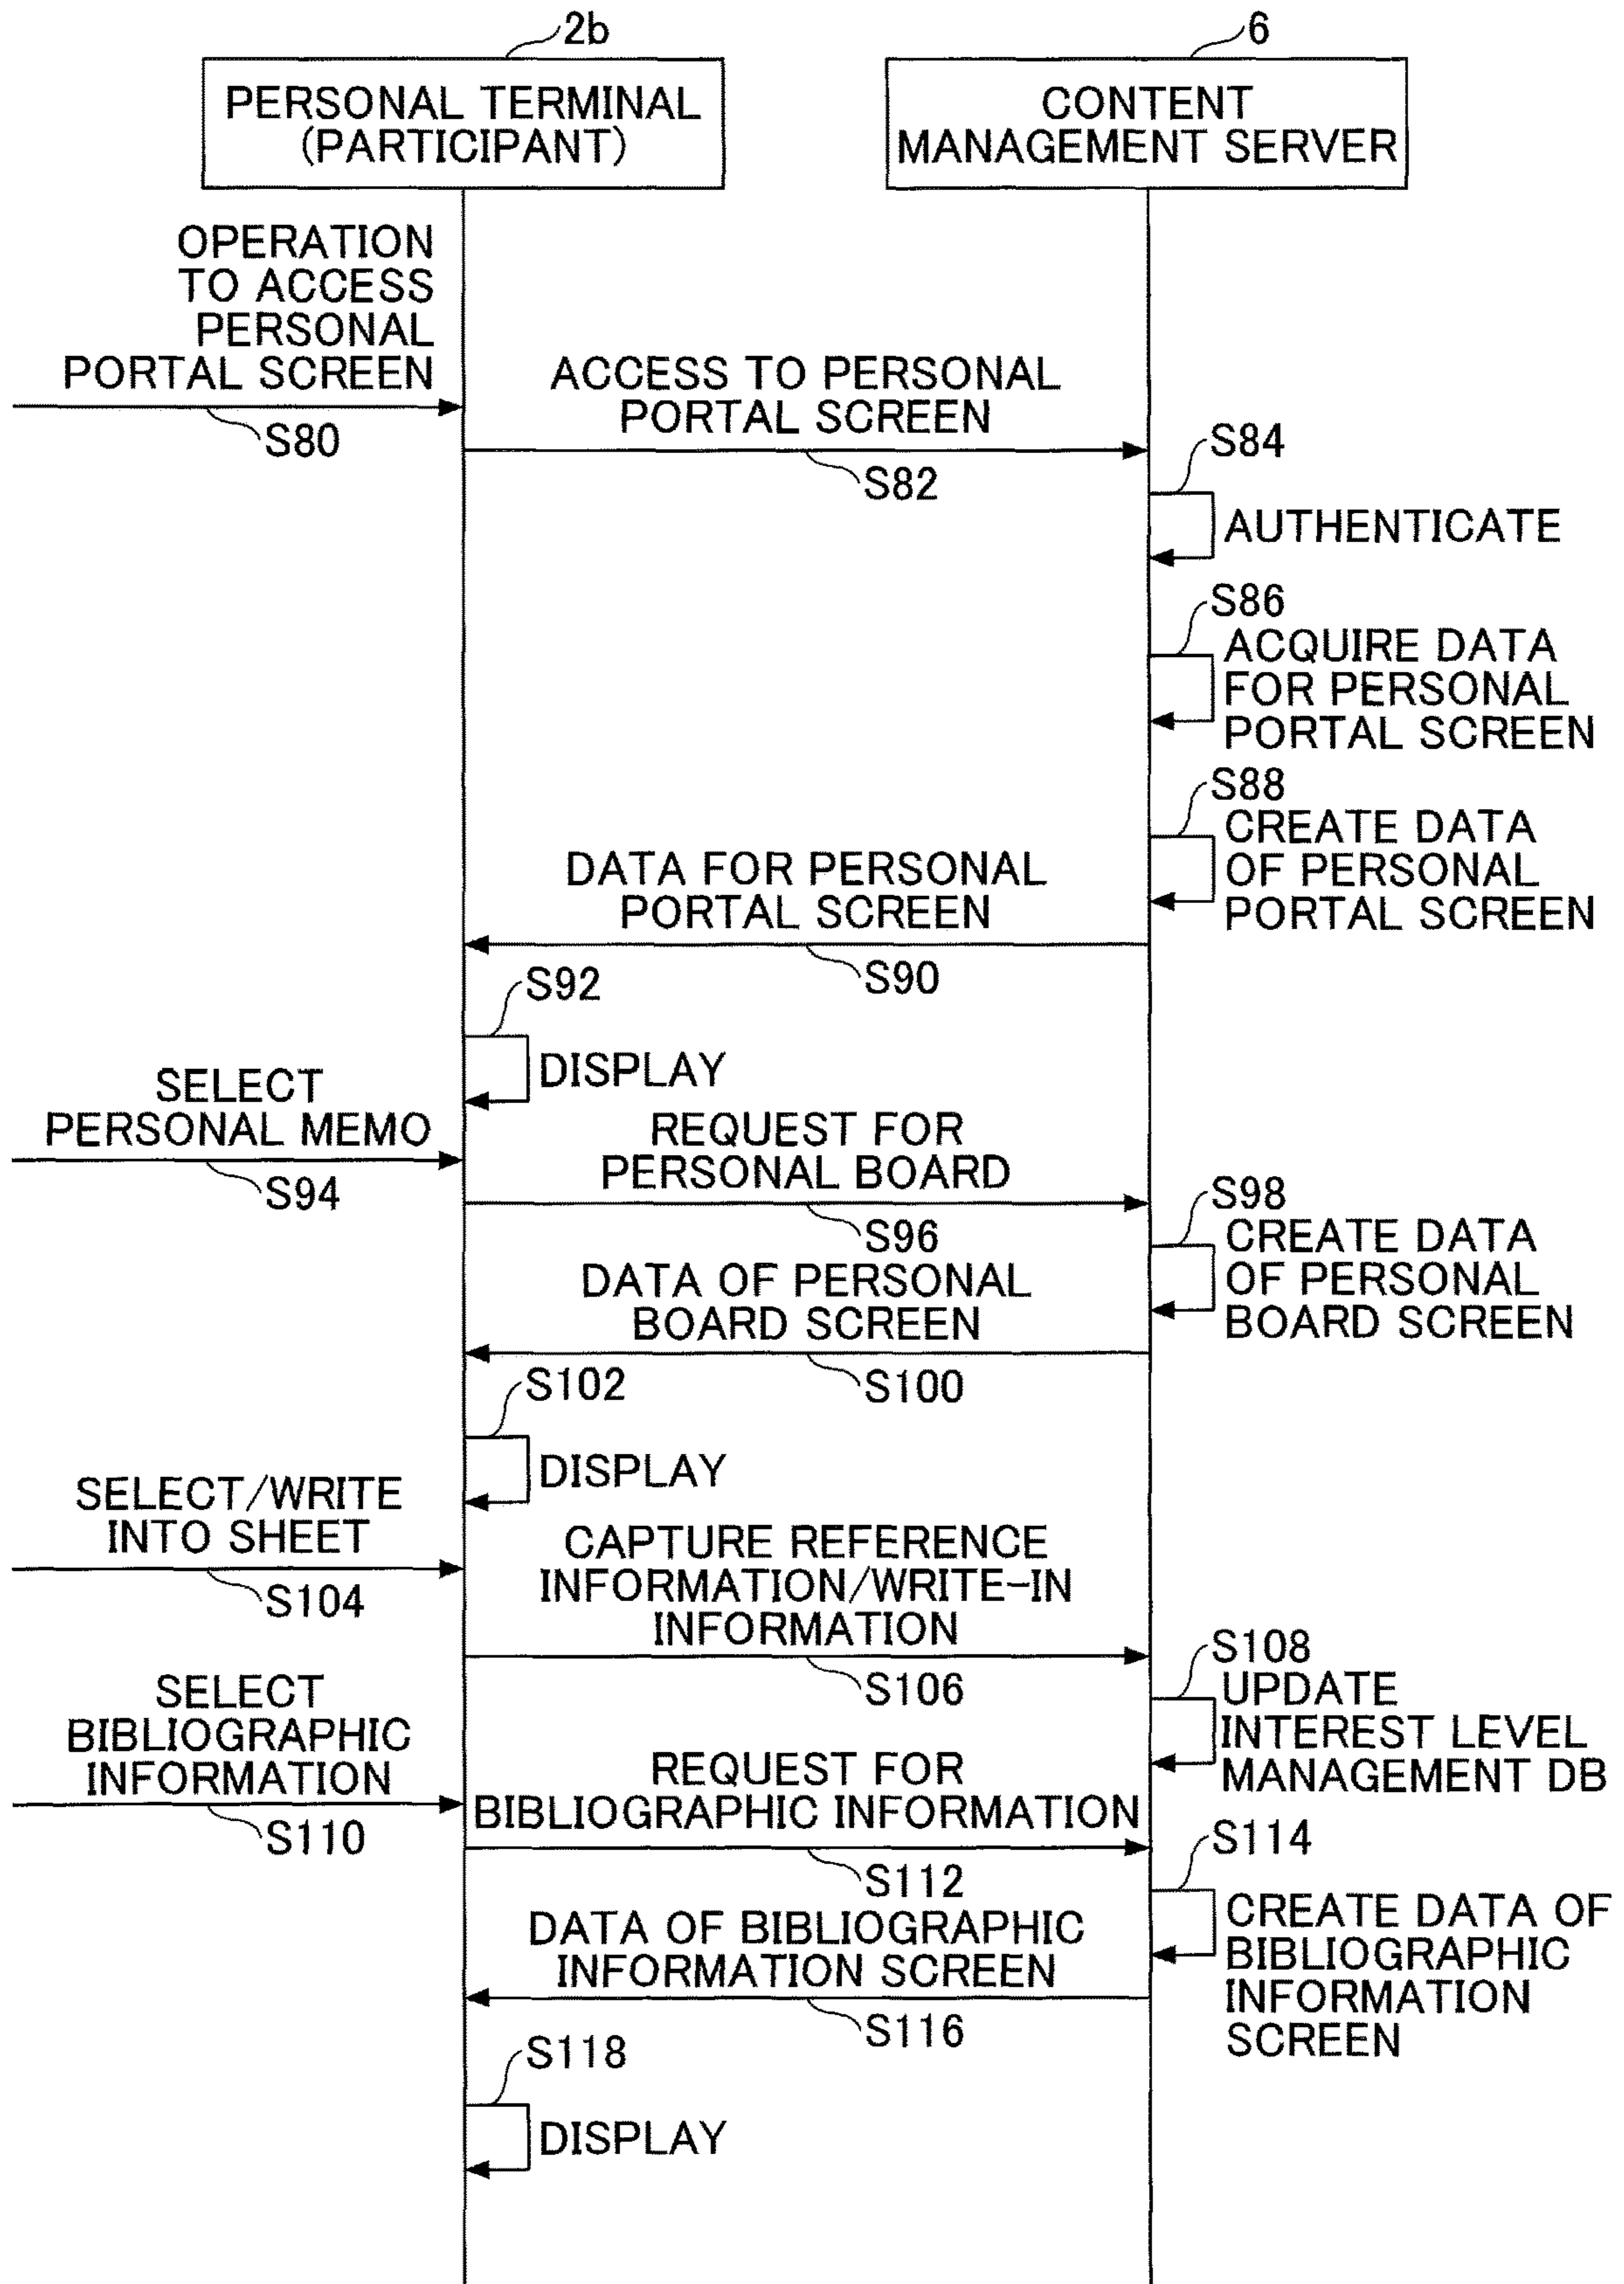 2b
6
PERSONAL TERMINAL
(PARTICIPANT)
CONTENT
MANAGEMENT SERVER
OPERATION
TO ACCESS
PERSONAL
PORTAL SCREEN
S80
ACCESS TO PERSONAL
PORTAL SCREEN
S82
S84
AUTHENTICATE
S86
ACQUIRE DATA
FOR PERSONAL
PORTAL SCREEN
S88
CREATE DATA
OF PERSONAL
PORTAL SCREEN
DATA FOR PERSONAL
PORTAL SCREEN
S90
S92
DISPLAY
SELECT
PERSONAL MEMO
S94
REQUEST FOR
PERSONAL BOARD
S96
S98
CREATE DATA
OF PERSONAL
BOARD SCREEN
DATA OF PERSONAL
BOARD SCREEN
S100
S102
DISPLAY
SELECT/WRITE
INTO SHEET
S104
CAPTURE REFERENCE
INFORMATION/WRITE-IN
INFORMATION
S106
S108
UPDATE
INTEREST LEVEL
MANAGEMENT DB
SELECT
BIBLIOGRAPHIC
INFORMATION
S110
REQUEST FOR
BIBLIOGRAPHIC INFORMATION
S112
S114
CREATE DATA OF
BIBLIOGRAPHIC
INFORMATION
SCREEN
DATA OF BIBLIOGRAPHIC
INFORMATION SCREEN
S116
S118
DISPLAY